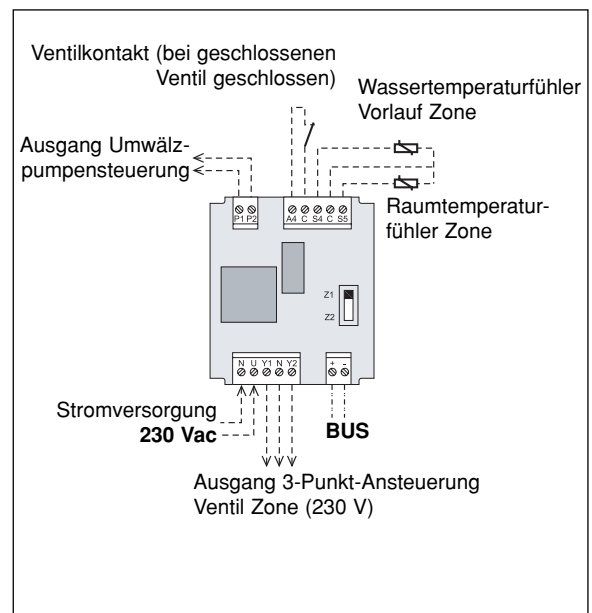 Ventilkontakt (bei geschlossenen
Ventil geschlossen)
Wassertemperaturfühler
Vorlauf Zone
Ausgang Umwälz-
pumpensteuerung
Raumtemperatur-
fühler Zone
P1 P2
A4 C S4 C S5
Z1
Z2
N U Y1 N Y2
+ -
Stromversorgung
230 Vac
BUS
Ausgang 3-Punkt-Ansteuerung
Ventil Zone (230 V)